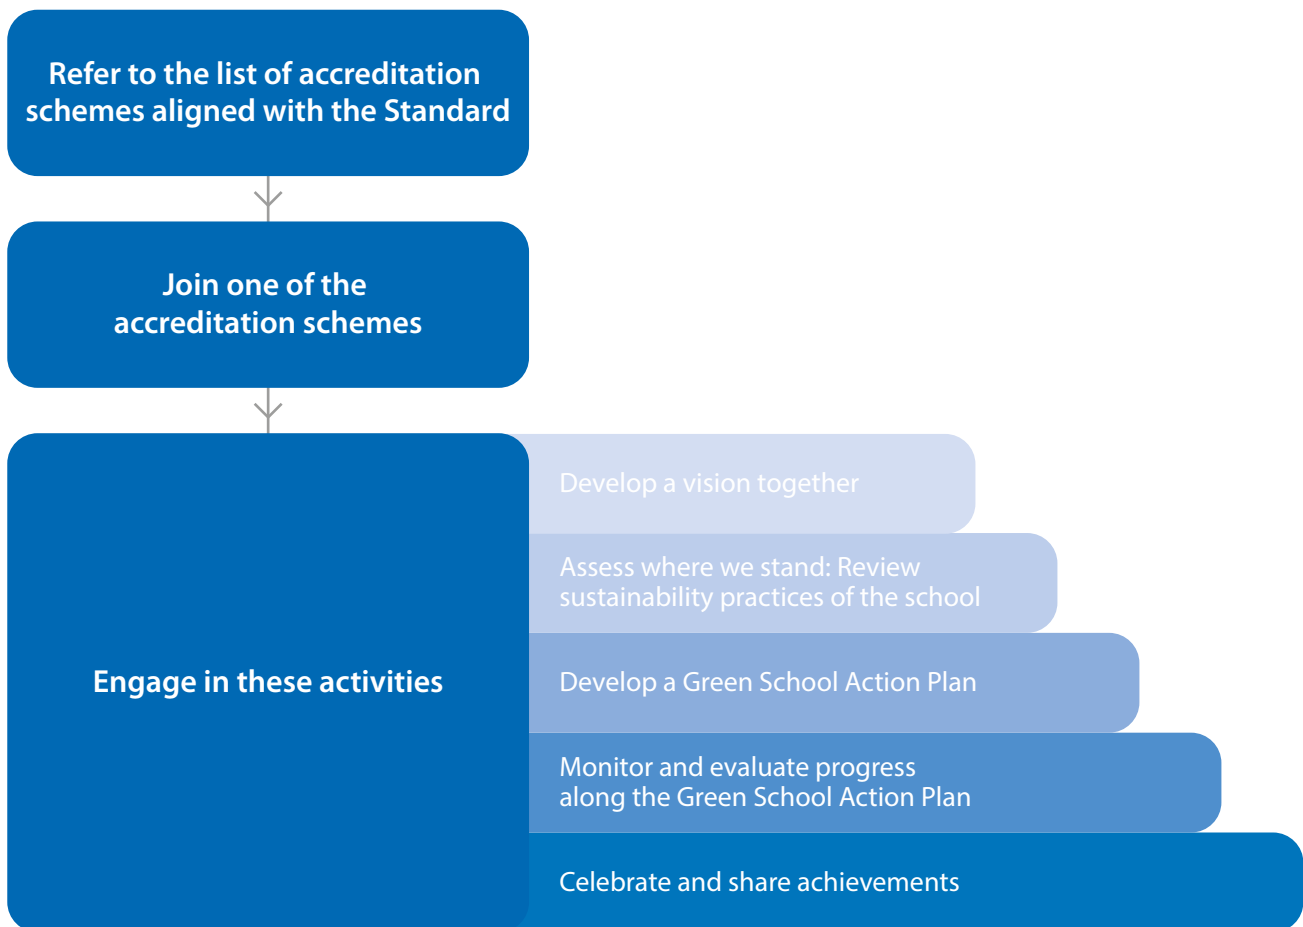 Refer to the list of accreditation
schemes aligned with the Standard
Join one of the
accreditation schemes
Engage in these activities
Develop a vision together
Assess where we stand: Review
sustainability practices of the school
Develop a Green School Action Plan
Monitor and evaluate progress
along the Green School Action Plan
Celebrate and share achievements